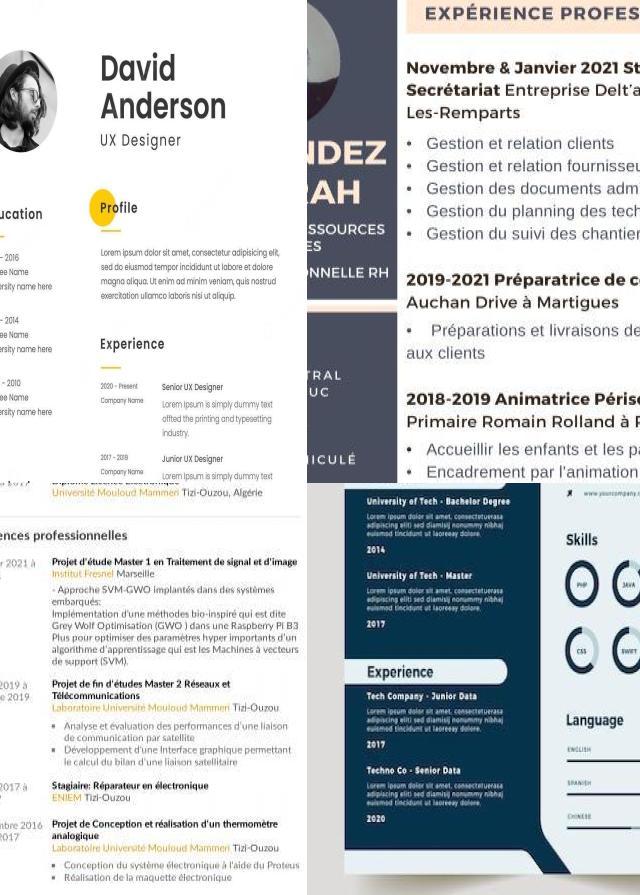 David
Anderson
UX Designer
ucation
- 2016
ee Name
ersity name here
- 2014
ee Name
ersity name here
- 2010
ee Name
ersity name here
Profile
Lorem ipsum dolor sit amet, consectetur adipisicing elit,
sed do eiusmod tempor incididunt ut labore et dolore
magna aliqua. Ut enim ad minim veniam, quis nostrud
exercitation ullamco laboris nisi ut aliquip.
Experience
2020 - Present
Company Name
Senior UX Designer
Lorem Ipsum is simply dummy text
offted the printing and typesetting
industry.
2017 - 2019
Company Name
Junior UX Designer
Lorem Ipsum is simply dummy text
NDEZ
RAH
SSOURCES
ES
ONNELLE RH
TRAL
UC
HICULÉ
EXPÉRIENCE PROFES
Novembre & Janvier 2021 St
Secrétariat Entreprise Delt'a
Les-Remparts
• Gestion et relation clients
• Gestion et relation fournisseu
• Gestion des documents adm
• Gestion du planning des tech
• Gestion du suivi des chantier
2019-2021 Préparatrice de c
Auchan Drive à Martigues
• Préparations et livraisons de
aux clients
2018-2019 Animatrice Périsc
Primaire Romain Rolland à P
• Accueillir les enfants et les pa
• Encadrement par l'animation
Université Mouloud Mammeri Tizi-Ouzou, Algérie
ences professionnelles
r 2021 à
Projet d'étude Master 1 en Traitement de signal et d'image
Institut Fresnel Marseille
- Approche SVM-GWO implantés dans des systèmes
embarqués:
Implémentation d'une méthodes bio-inspiré qui est dite
Grey Wolf Optimisation (GWO ) dans une Raspberry Pi B3
Plus pour optimiser des paramètres hyper importants d'un
algorithme d'apprentissage qui est les Machines à vecteurs
de support (SVM).
2019 à
e 2019
Projet de fin d'études Master 2 Réseaux et
Télécommunications
Laboratoire Université Mouloud Mammeri Tizi-Ouzou
▪ Analyse et évaluation des performances d'une liaison
de communication par satellite
▪ Développement d'une Interface graphique permettant
le calcul du bilan d'une liaison satellitaire
2017 à
Stagiaire: Réparateur en électronique
ENIEM Tizi-Ouzou
mbre 2016
2017
Projet de Conception et réalisation d'un thermomètre
analogique
Laboratoire Université Mouloud Mammeri Tizi-Ouzou
▪ Conception du système électronique à l'aide du Proteus
▪ Réalisation de la maquette électronique
University of Tech - Bachelor Degree
Lorem ipsum dolor sit amet, consectetuerasa
adipiscing elit, sed diasmuij nonummy nibhaj
euismod tincidunt ut laoreey doloree.
2014
University of Tech - Master
Lorem ipsum dolor sit amet, consectetuerasa
adipiscing elit, sed diasmuij nonummy nibhaj
euismod tincidunt ut laoreey doloree.
2017
Experience
Tech Company - Junior Data
Lorem ipsum dolor sit amet, consectetuerasa
adipiscing elit, sed diasmuij nonummy nibhaj
euismod tincidunt ut laoreey doloree.
2017
Techno Co - Senior Data
Lorem ipsum dolor sit amet, consectetuerasa
adipiscing elit, sed diasmuij nonummy nibhaj
euismod tincidunt ut laoreey doloree.
2020
www.yourcompany.c
Skills
PHP
JAVA
CSS
SWIFT
Language
ENGLISH
SPANISH
CHINESE